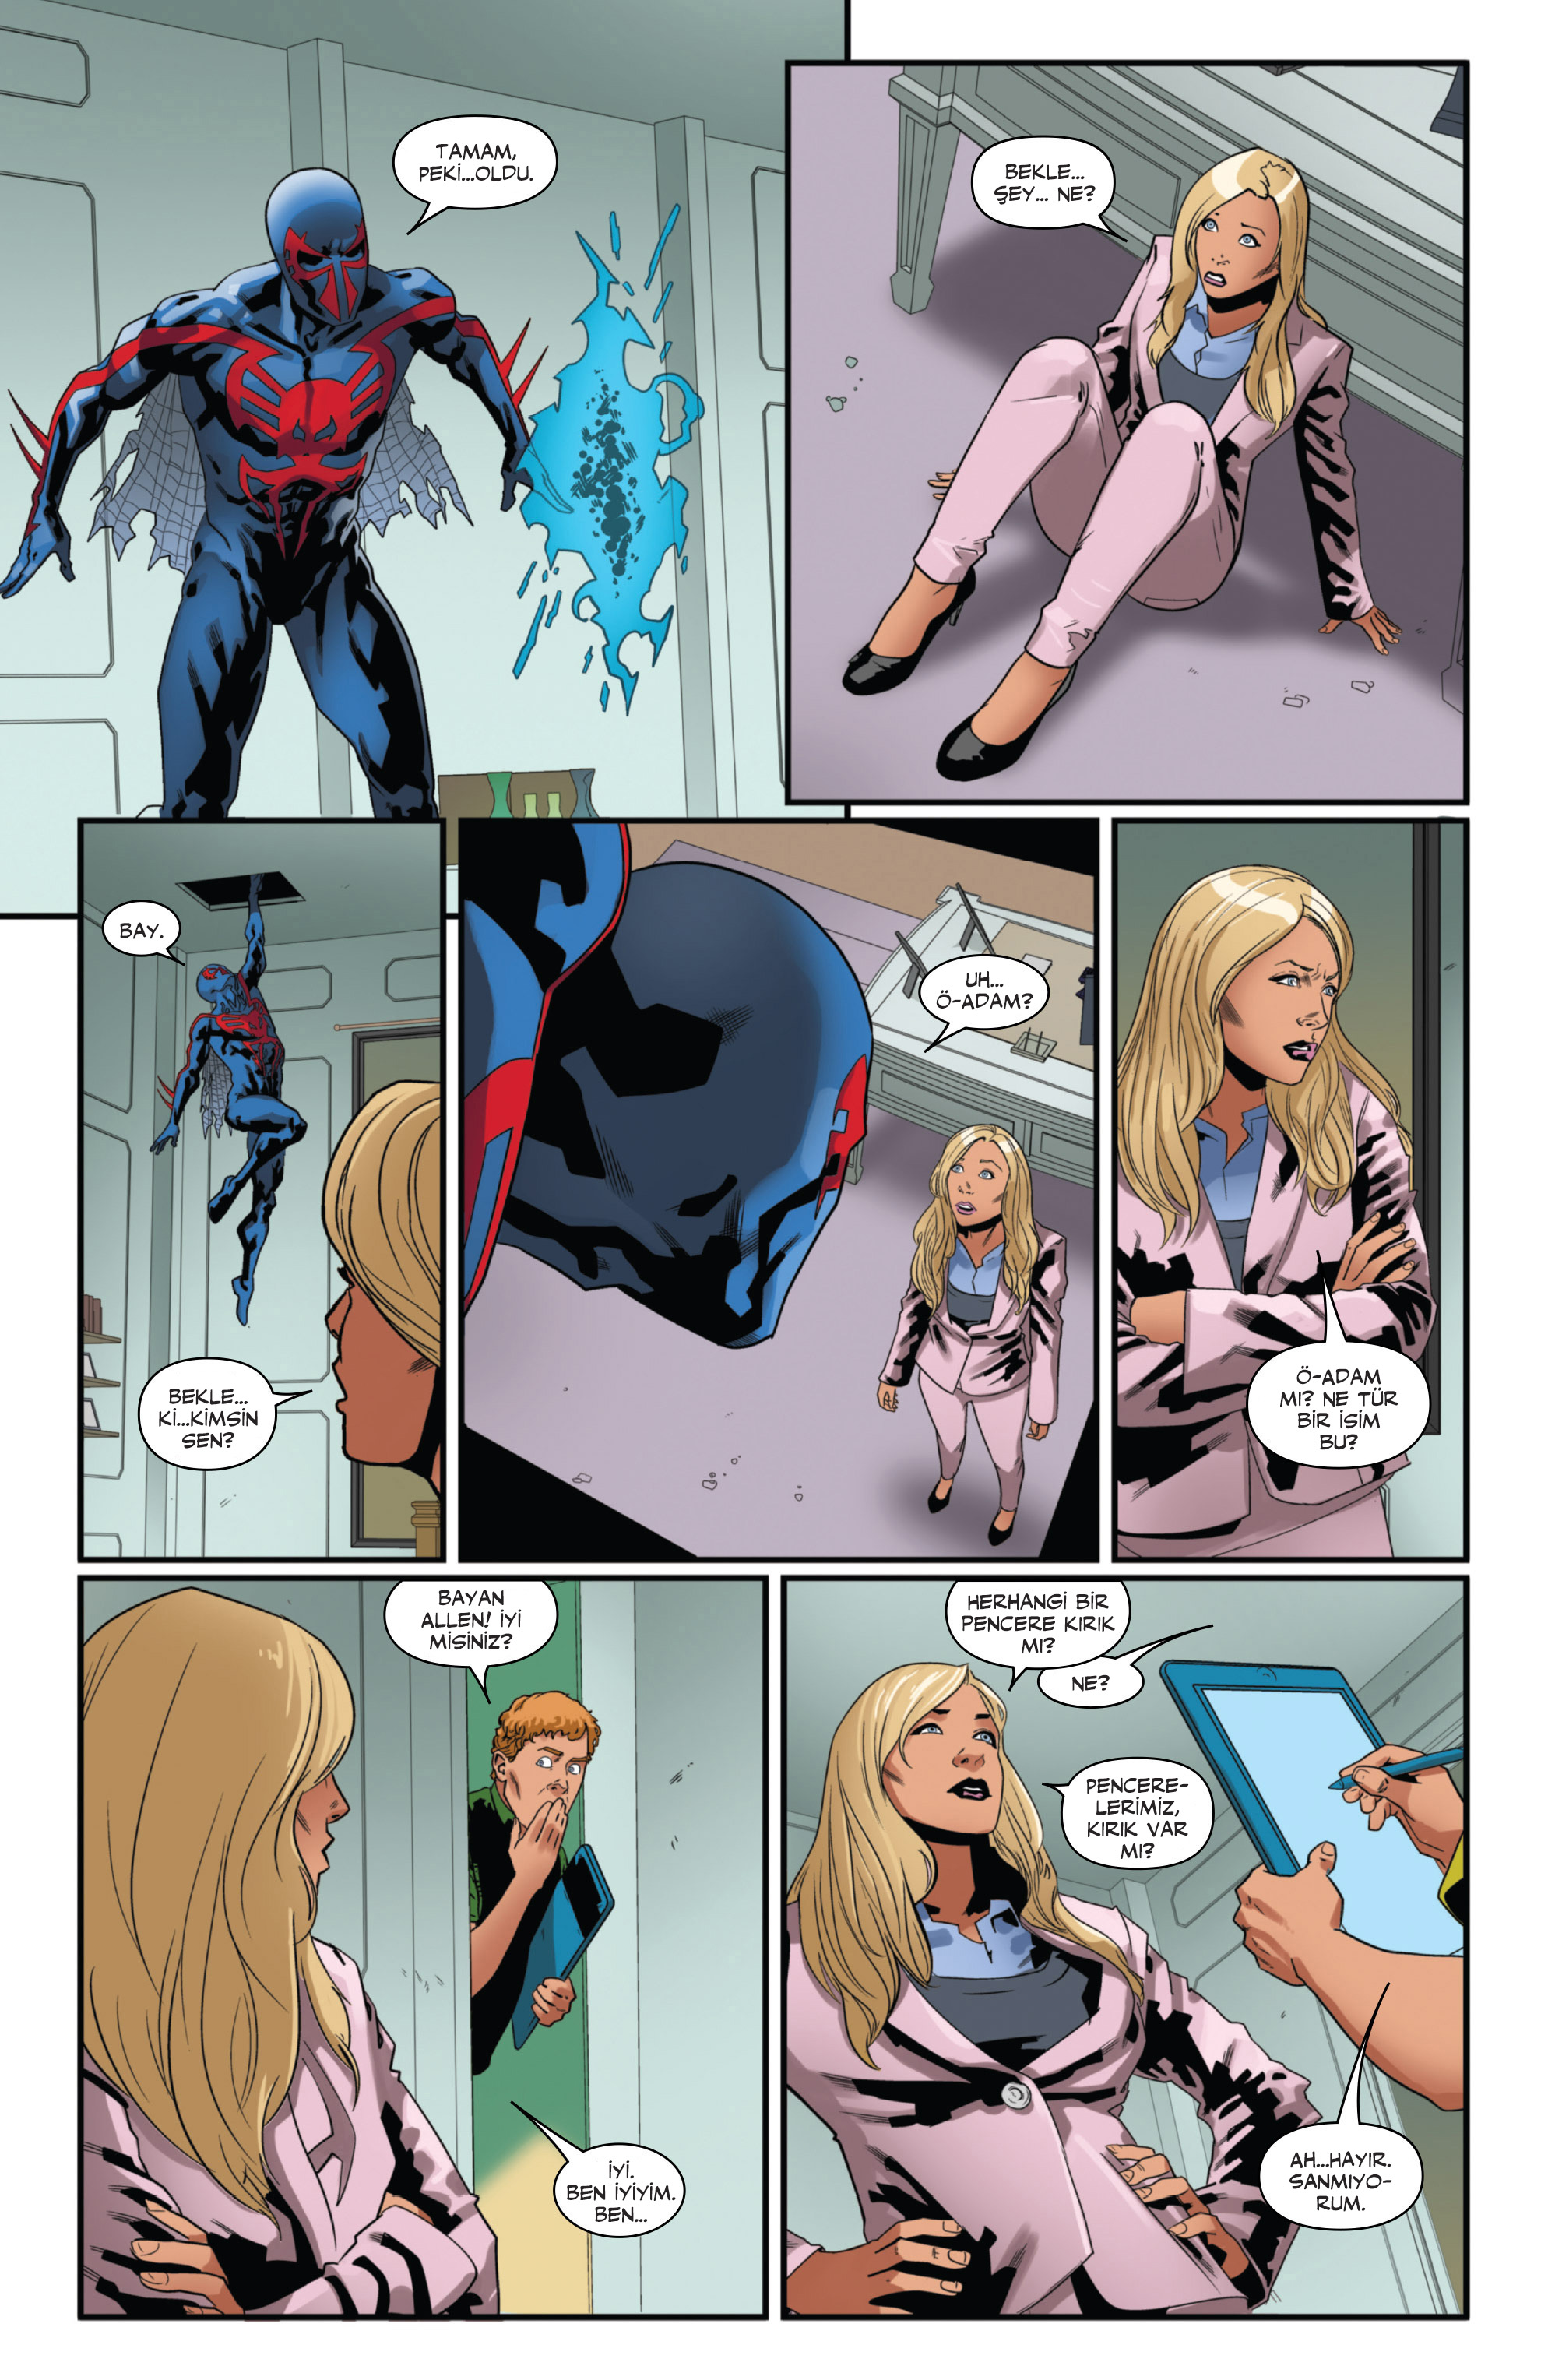 TAMAM,
PEKİ...OLDU.
BEKLE...
ŞEY... NE?
BAY.
BEKLE...
Kİ...KİMSİN
SEN?
UH...
Ö-ADAM?
Ö-ADAM
MI? NE TÜR
BİR İSİM
BU?
BAYAN
ALLEN! İYİ
MİSİNİZ?
İYİ.
BEN İYİYİM.
BEN...
HERHANGİ BİR
PENCERE KIRIK
MI?
NE?
PENCERE-
LERİMİZ,
KIRIK VAR
MI?
AH...HAYIR.
SANMIYO-
RUM.